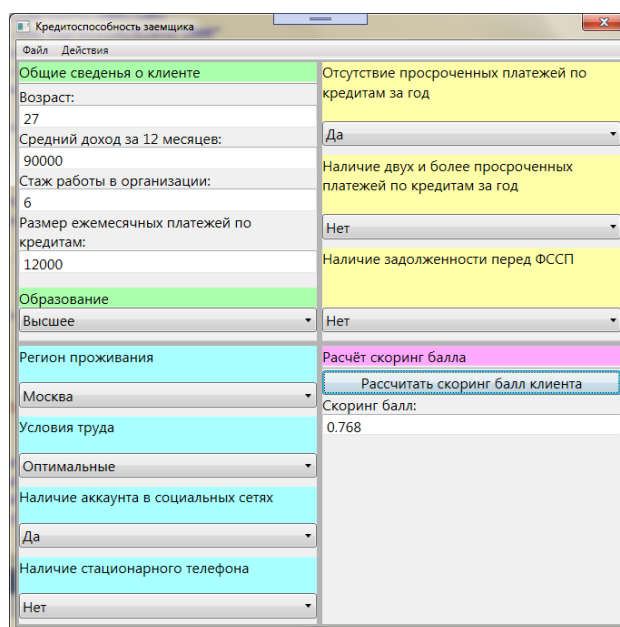 Кредитоспособность заемщика
Файл Действия
Общие сведенья о клиенте
Возраст:
27
Средний доход за 12 месяцев:
90000
Стаж работы в организации:
6
Размер ежемесячных платежей по
кредитам:
12000
Образование
Высшее
Отсутствие просроченных платежей по
кредитам за год
Да
Наличие двух и более просроченных
платежей по кредитам за год
Нет
Наличие задолженности перед ФССП
Нет
Регион проживания
Москва
Условия труда
Оптимальные
Наличие аккаунта в социальных сетях
Да
Наличие стационарного телефона
Нет
Расчёт скоринг балла
Рассчитать скоринг балл клиента
Скоринг балл:
0.768